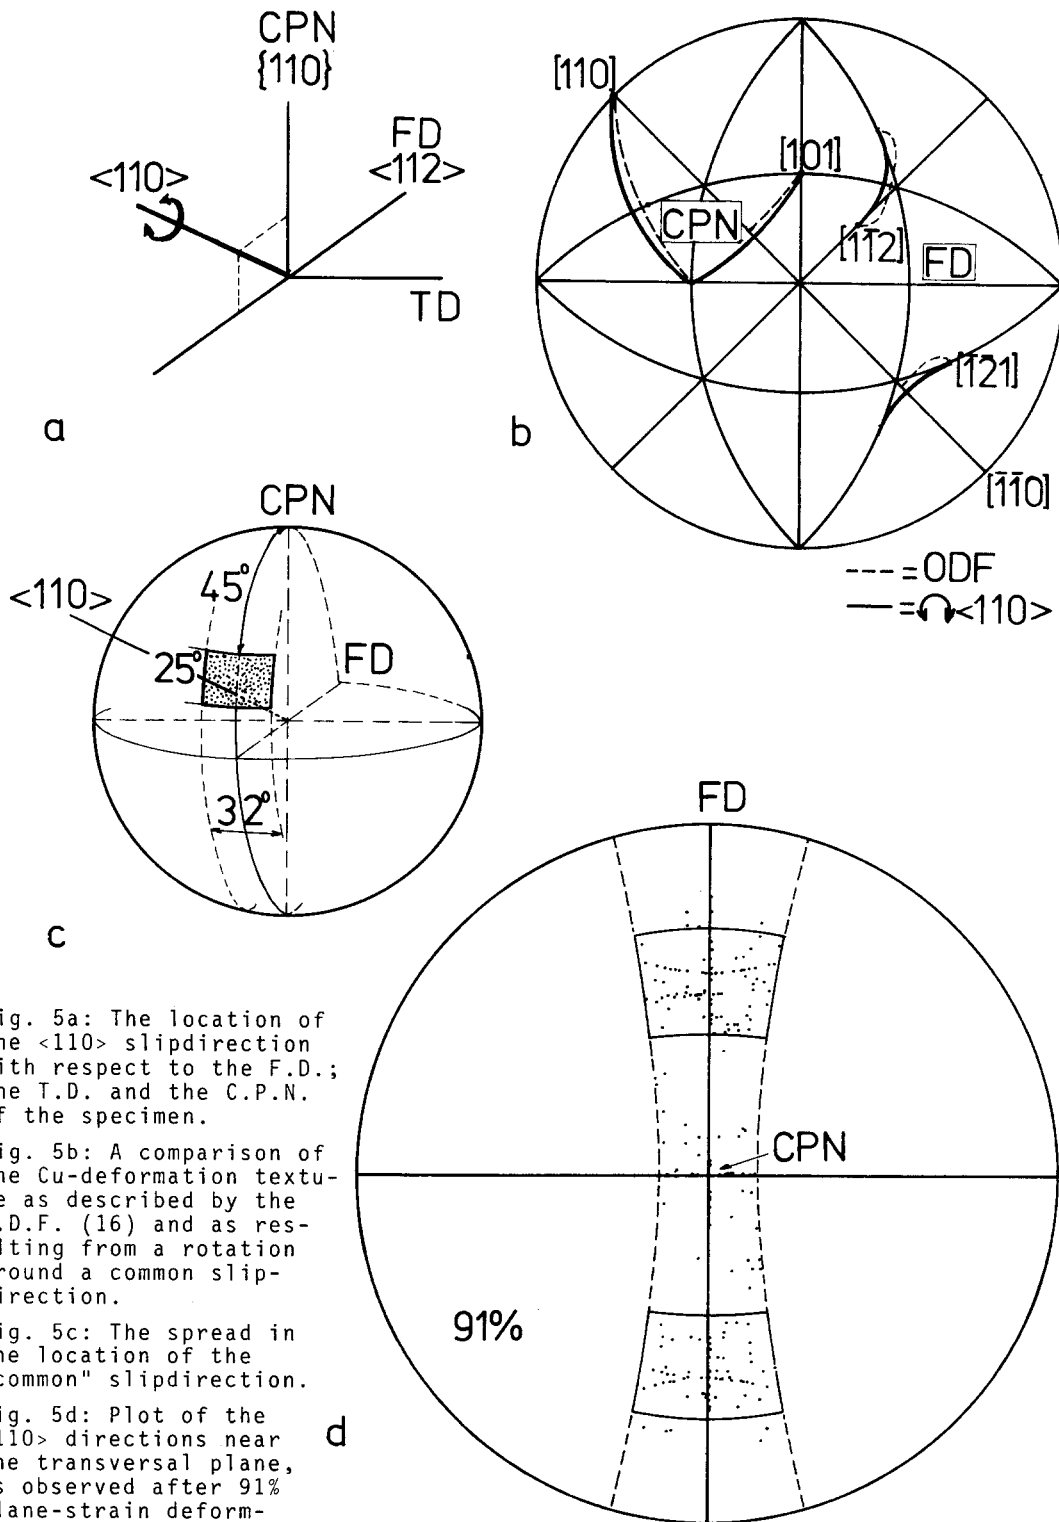 CPN
{110}
FD
<112>
<110>
TD
a
[110]
[101]
CPN
[11̄2]
FD
[1̄2̄1]
[1̄1̄0]
b
--- = ODF
— = <110>
CPN
45°
<110>
25°
FD
32°
c
FD
CPN
91%
d
ig. 5a: The location of
he <110> slipdirection
ith respect to the F.D.;
he T.D. and the C.P.N.
f the specimen.
ig. 5b: A comparison of
he Cu-deformation textu-
e as described by the
.D.F. (16) and as res-
lting from a rotation
round a common slip-
irection.
ig. 5c: The spread in
he location of the
common" slipdirection.
ig. 5d: Plot of the
110> directions near
he transversal plane,
s observed after 91%
lane-strain deform-